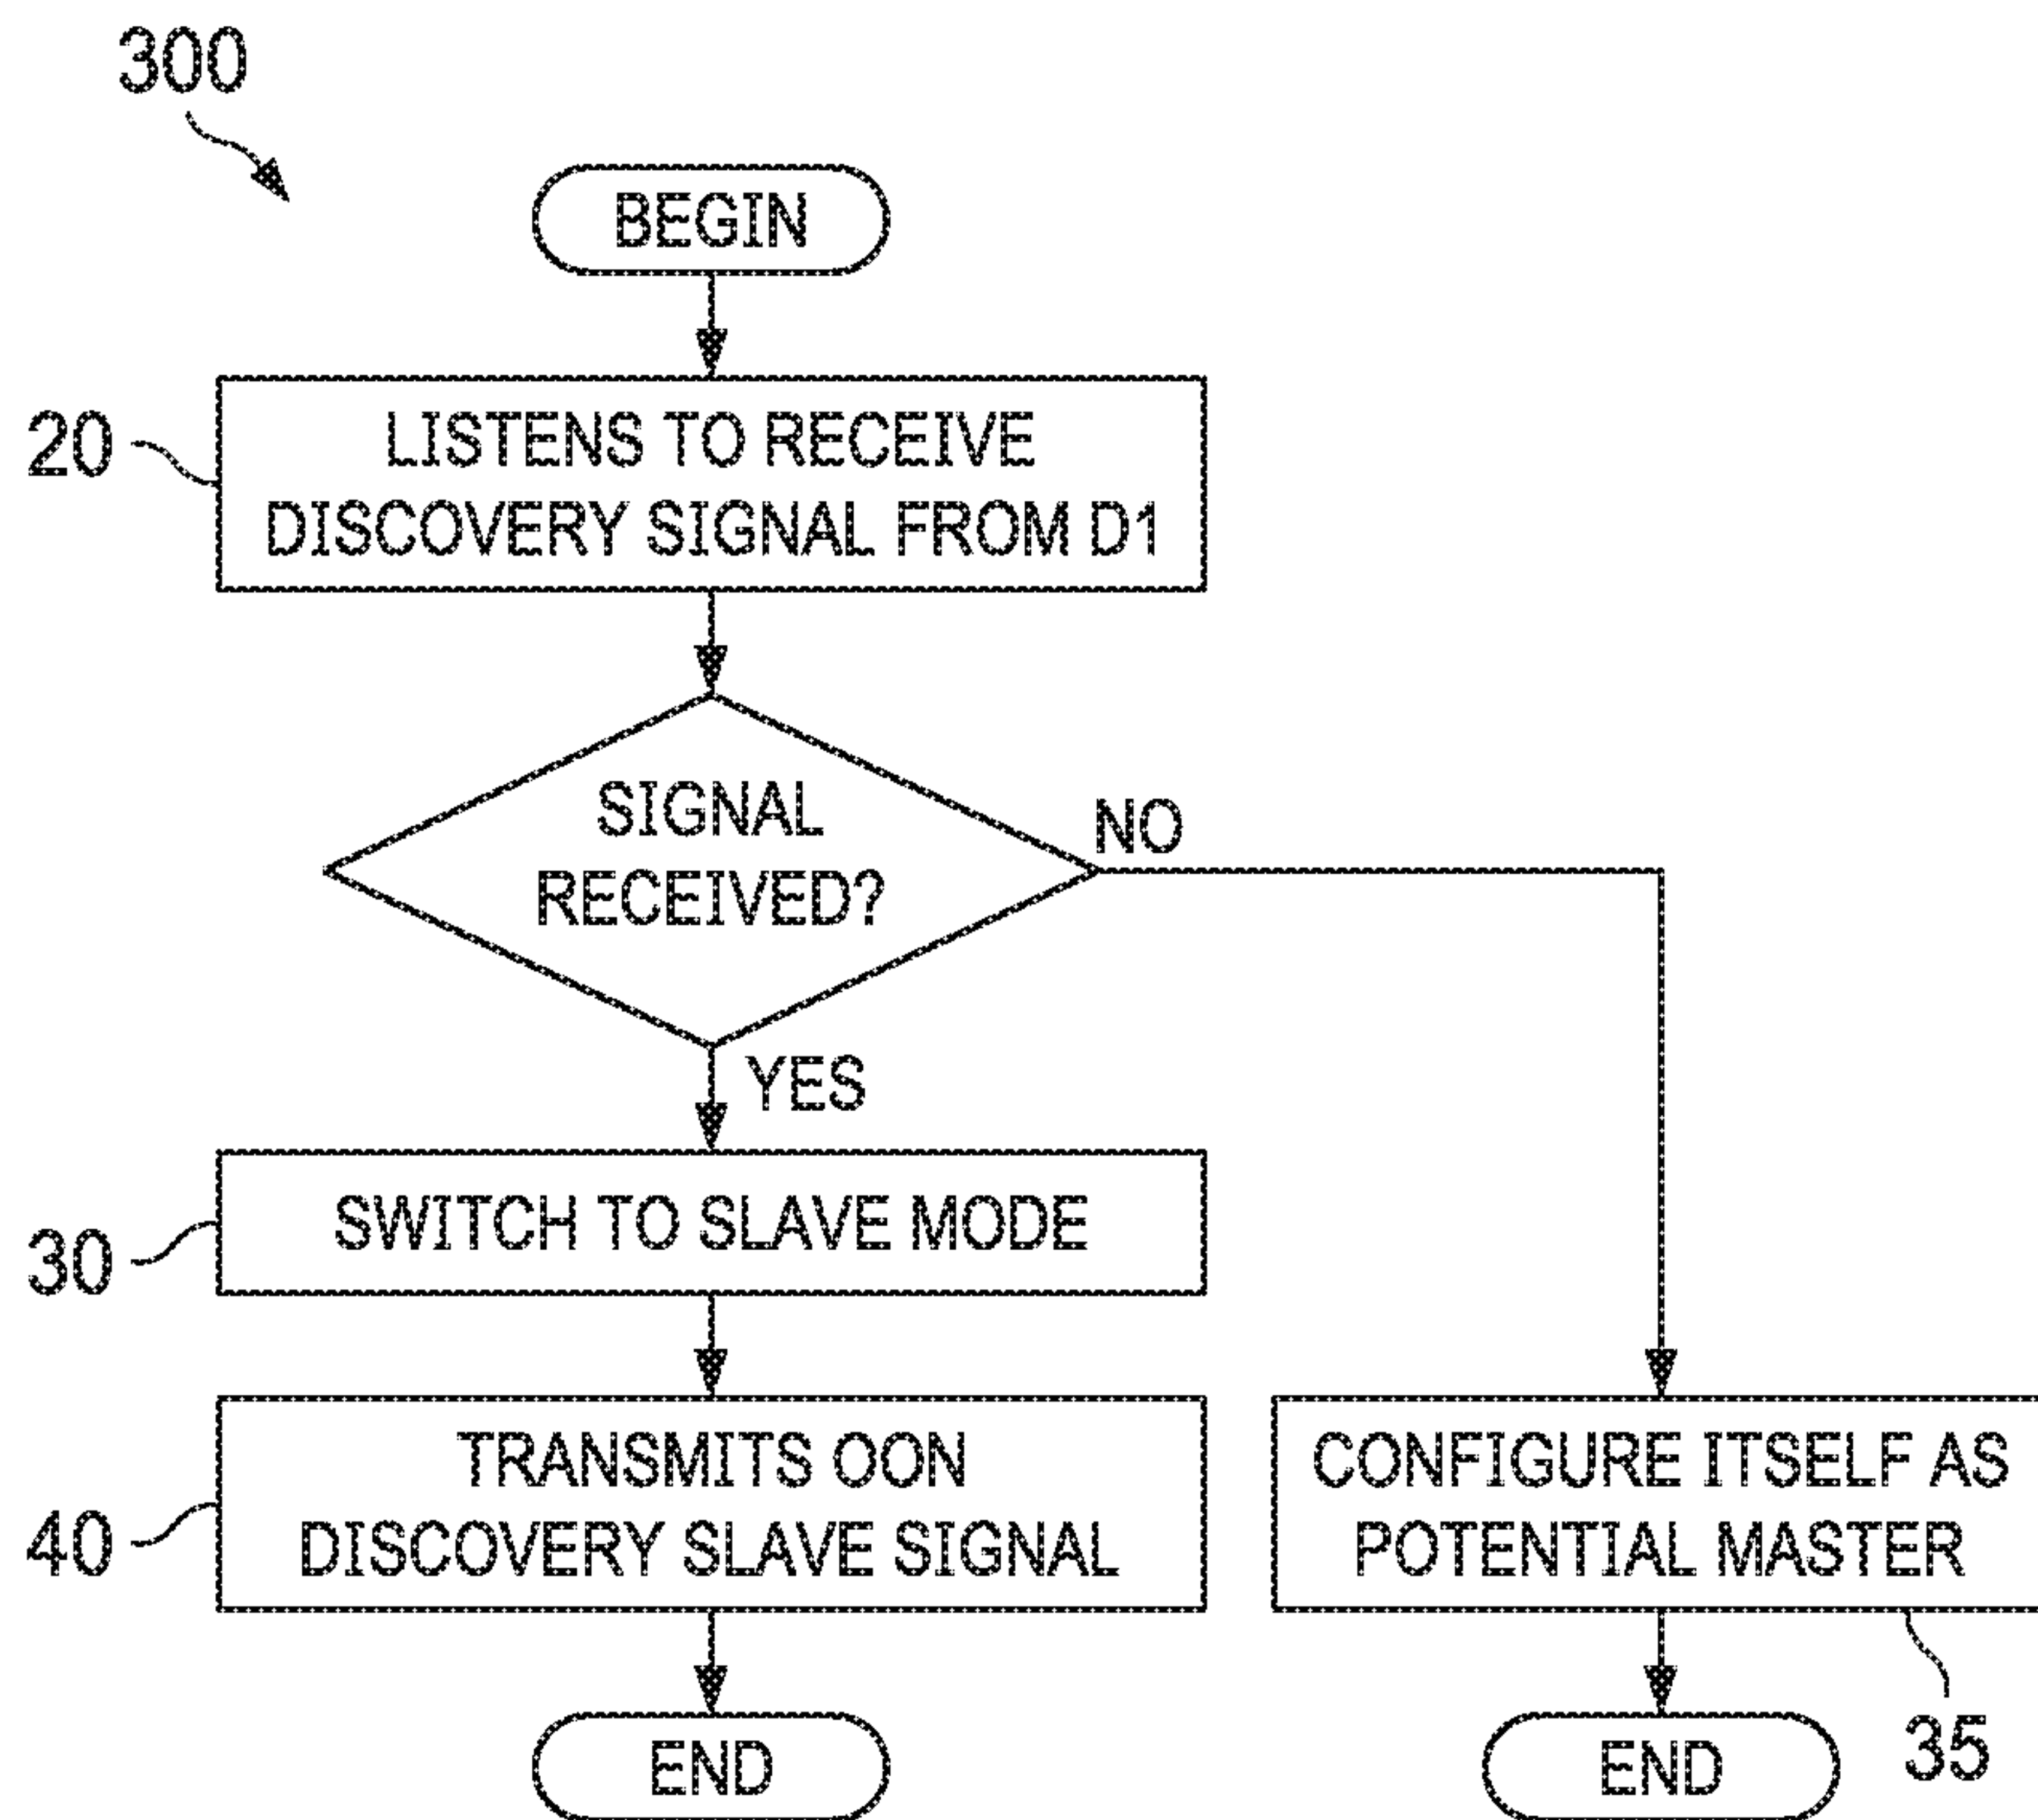 300
BEGIN
20
LISTENS TO RECEIVE
DISCOVERY SIGNAL FROM D1
SIGNAL
RECEIVED?
NO
YES
30
SWITCH TO SLAVE MODE
40
TRANSMITS OON
DISCOVERY SLAVE SIGNAL
CONFIGURE ITSELF AS
POTENTIAL MASTER
35
END
END